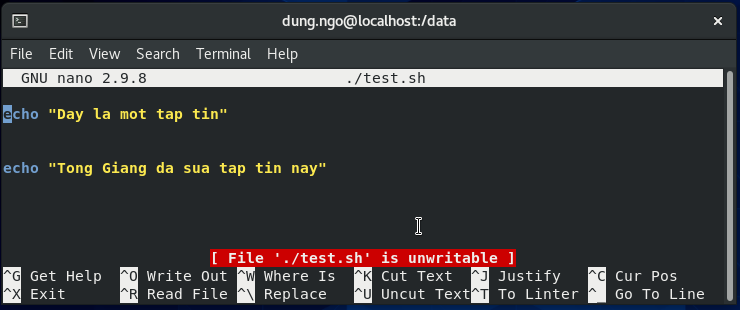 dung.ngo@localhost:/data
File Edit View Search Terminal Help
GNU nano 2.9.8 ./test.sh
echo "Day la mot tap tin"
echo "Tong Giang da sua tap tin nay"
[ File './test.sh' is unwritable ]
^G Get Help ^O Write Out ^W Where Is ^K Cut Text ^J Justify ^C Cur Pos
^X Exit ^R Read File ^\ Replace ^U Uncut Text ^T To Linter ^_ Go To Line